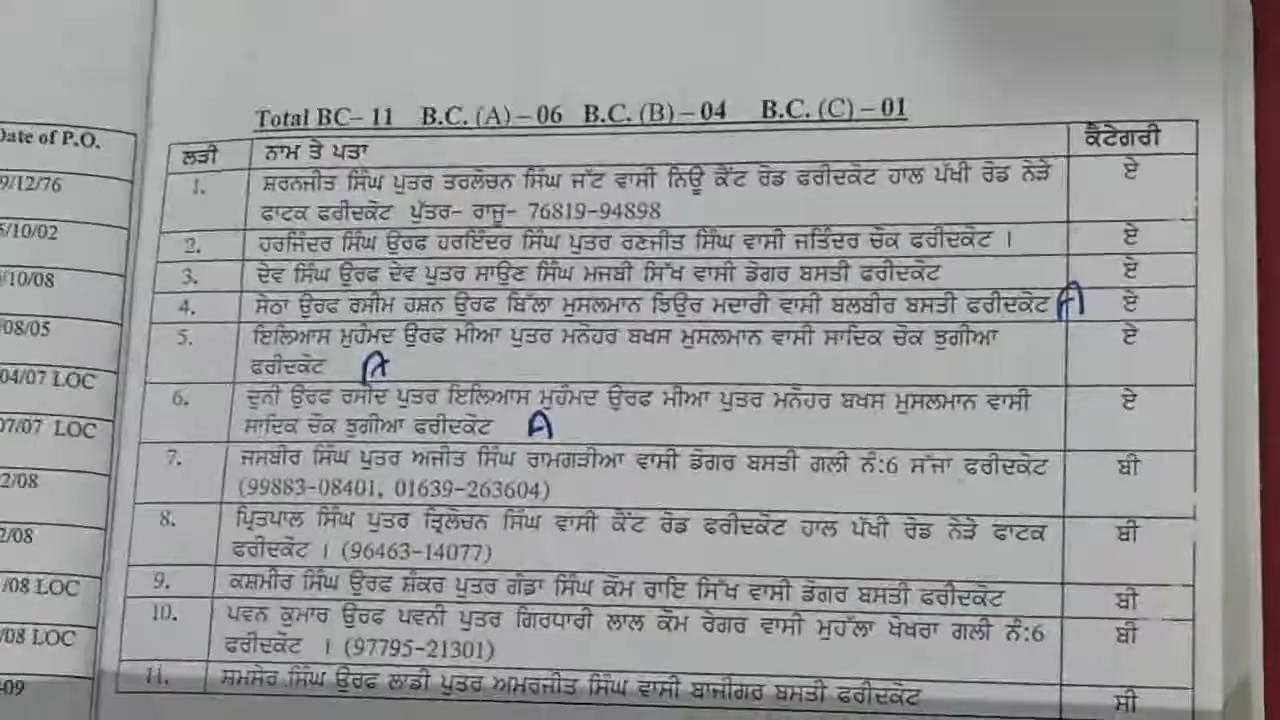 Date of P.O.
9/12/76
5/10/02
/10/08
08/05
04/07 LOC
07/07 LOC
2/08
2/08
/08 LOC
/08 LOC
-09
Total BC– 11 B.C. (A) – 06 B.C. (B) – 04 B.C. (C) – 01
ਲੜੀ ਨਾਮ ਤੇ ਪਤਾ ਕੈਟੇਗਰੀ
1. ਸ਼ਰਨਜੀਤ ਸਿੰਘ ਪੁਤਰ ਤਰਲੋਚਨ ਸਿੰਘ ਜੱਟ ਵਾਸੀ ਨਿਊ ਕੈਂਟ ਰੋਡ ਫਰੀਦਕੋਟ ਹਾਲ ਪੱਖੀ ਰੋਡ ਨੇੜੇ ਏ
ਫਾਟਕ ਫਰੀਦਕੋਟ ਪੁੱਤਰ– ਰਾਜੂ– 76819-94898
2. ਹਰਜਿੰਦਰ ਸਿੰਘ ਉਰਫ ਹਰਇੰਦਰ ਸਿੰਘ ਪੁਤਰ ਰਣਜੀਤ ਸਿੰਘ ਵਾਸੀ ਜਤਿੰਦਰ ਚੋਕ ਫਰੀਦਕੋਟ । ਏ
3. ਦੇਵ ਸਿੰਘ ਉਰਫ ਦੇਵ ਪੁਤਰ ਸਾਉਣ ਸਿੰਘ ਮਜਬੀ ਸਿੱਖ ਵਾਸੀ ਡੋਗਰ ਬਸਤੀ ਫਰੀਦਕੋਟ ਏ
4. ਸੇਠਾ ਉਰਫ ਰਸੀਮ ਹਸ਼ਨ ਉਰਫ ਬਿੱਲਾ ਮੁਸਲਮਾਨ ਝਿਊਰ ਮਦਾਰੀ ਵਾਸੀ ਬਲਬੀਰ ਬਸਤੀ ਫਰੀਦਕੋਟ A ਏ
5. ਇਲਿਆਸ ਮੁਹੰਮਦ ਉਰਫ ਮੀਆ ਪੁਤਰ ਮਨੋਹਰ ਬਖਸ ਮੁਸਲਮਾਨ ਵਾਸੀ ਸਾਦਿਕ ਚੋਕ ਝੁਗੀਆ ਏ
ਫਰੀਦਕੋਟ A
6. ਦੁਨੀ ਉਰਫ ਰਸੀਦ ਪੁਤਰ ਇਲਿਆਸ ਮੁਹੰਮਦ ਉਰਫ ਮੀਆ ਪੁਤਰ ਮਨੋਹਰ ਬਖਸ ਮੁਸਲਮਾਨ ਵਾਸੀ ਏ
ਸਾਦਿਕ ਚੋਕ ਝੁਗੀਆ ਫਰੀਦਕੋਟ A
7. ਜਸਬੀਰ ਸਿੰਘ ਪੁਤਰ ਅਜੀਤ ਸਿੰਘ ਰਾਮਗੜੀਆ ਵਾਸੀ ਡੋਗਰ ਬਸਤੀ ਗਲੀ ਨੰ:6 ਸੱਜਾ ਫਰੀਦਕੋਟ ਬੀ
(99883-08401, 01639-263604)
8. ਪ੍ਰਿਤਪਾਲ ਸਿੰਘ ਪੁਤਰ ਤ੍ਰਿਲੋਚਨ ਸਿੰਘ ਵਾਸੀ ਕੈਂਟ ਰੋਡ ਫਰੀਦਕੋਟ ਹਾਲ ਪੱਖੀ ਰੋਡ ਨੇੜੇ ਫਾਟਕ ਬੀ
ਫਰੀਦਕੋਟ । (96463-14077)
9. ਕਸ਼ਮੀਰ ਸਿੰਘ ਉਰਫ ਸ਼ੰਕਰ ਪੁਤਰ ਗੰਡਾ ਸਿੰਘ ਕੌਮ ਰਾਇ ਸਿੱਖ ਵਾਸੀ ਡੋਗਰ ਬਸਤੀ ਫਰੀਦਕੋਟ ਬੀ
10. ਪਵਨ ਕੁਮਾਰ ਉਰਫ ਪਵਨੀ ਪੁਤਰ ਗਿਰਧਾਰੀ ਲਾਲ ਕੌਮ ਰੇਗਰ ਵਾਸੀ ਮੁਹੱਲਾ ਖੋਖਰਾ ਗਲੀ ਨੰ:6 ਬੀ
ਫਰੀਦਕੋਟ । (97795-21301)
11. ਸਮਸੇਰ ਸਿੰਘ ਉਰਫ ਲਾਡੀ ਪੁਤਰ ਅਮਰਜੀਤ ਸਿੰਘ ਵਾਸੀ ਬਾਜੀਗਰ ਬਸਤੀ ਫਰੀਦਕੋਟ ਸੀ